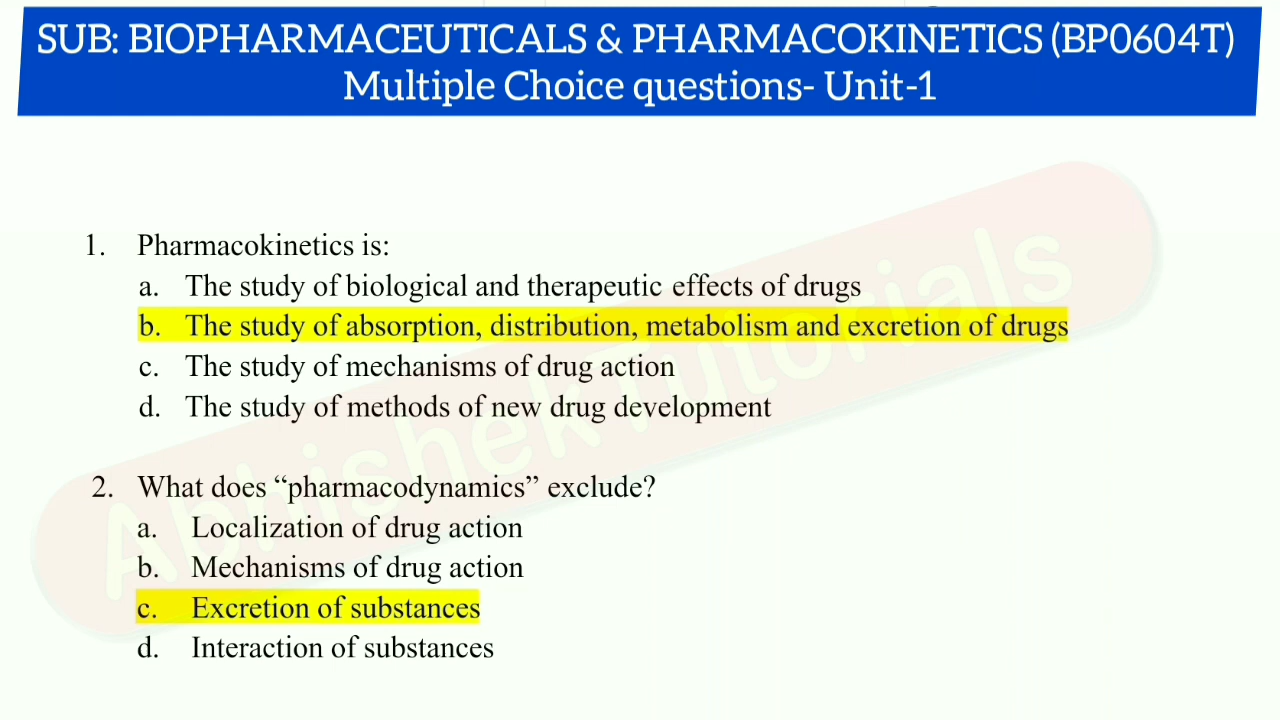 SUB: BIOPHARMACEUTICALS & PHARMACOKINETICS (BP0604T)
Multiple Choice questions- Unit-1
1. Pharmacokinetics is:
a. The study of biological and therapeutic effects of drugs
b. The study of absorption, distribution, metabolism and excretion of drugs
c. The study of mechanisms of drug action
d. The study of methods of new drug development
2. What does “pharmacodynamics” exclude?
a. Localization of drug action
b. Mechanisms of drug action
c. Excretion of substances
d. Interaction of substances
AbhishekTutorials